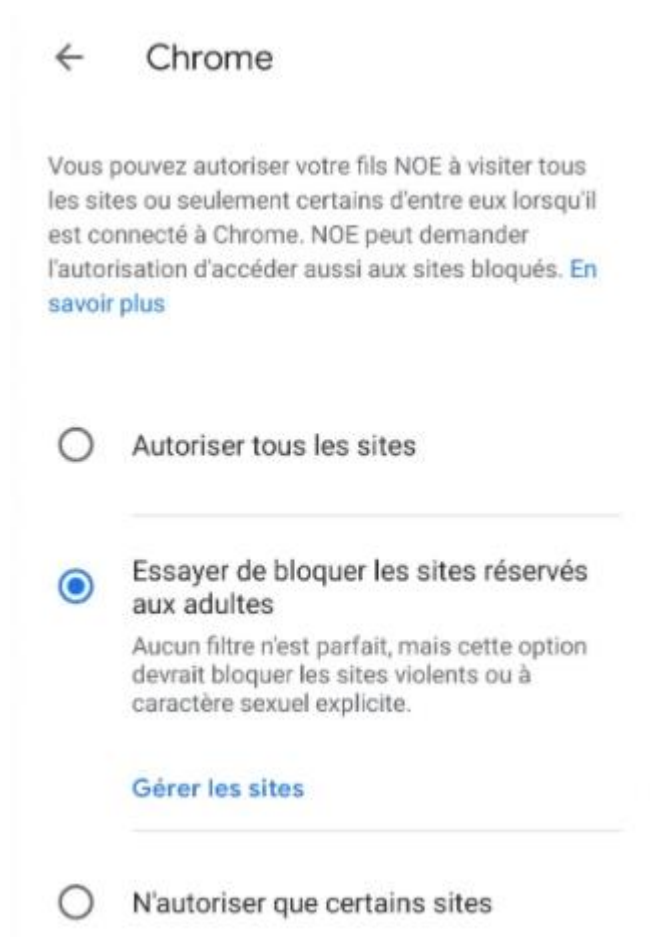 Chrome
Vous pouvez autoriser votre fils NOE à visiter tous
les sites ou seulement certains d'entre eux lorsqu'il
est connecté à Chrome. NOE peut demander
l'autorisation d'accéder aussi aux sites bloqués. En
savoir plus
Autoriser tous les sites
Essayer de bloquer les sites réservés
aux adultes
Aucun filtre n'est parfait, mais cette option
devrait bloquer les sites violents ou à
caractère sexuel explicite.
Gérer les sites
N'autoriser que certains sites